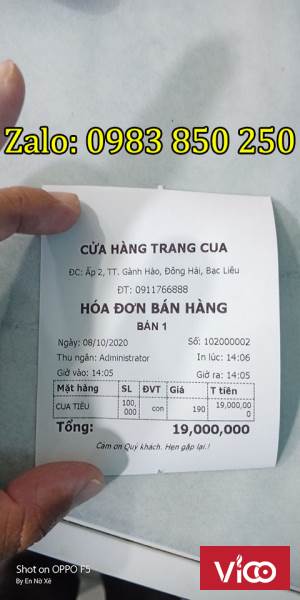 Zalo: 0983 850 250
CỬA HÀNG TRANG CUA
ĐC: Ấp 2, TT. Gành Hào, Đông Hải, Bạc Liêu
ĐT: 0911766888
HÓA ĐƠN BÁN HÀNG
BÀN 1
Ngày: 08/10/2020 Số: 102000002
Thu ngân: Administrator In lúc: 14:06
Giờ vào: 14:05 Giờ ra: 14:05
Mặt hàng SL ĐVT Giá T tiền
CUA TIÊU 100,000 con 190 19,000,000
Tổng: 19,000,000
Cảm ơn Quý khách. Hẹn gặp lại.!
Shot on OPPO F5
By En Nờ Xê
ViCO